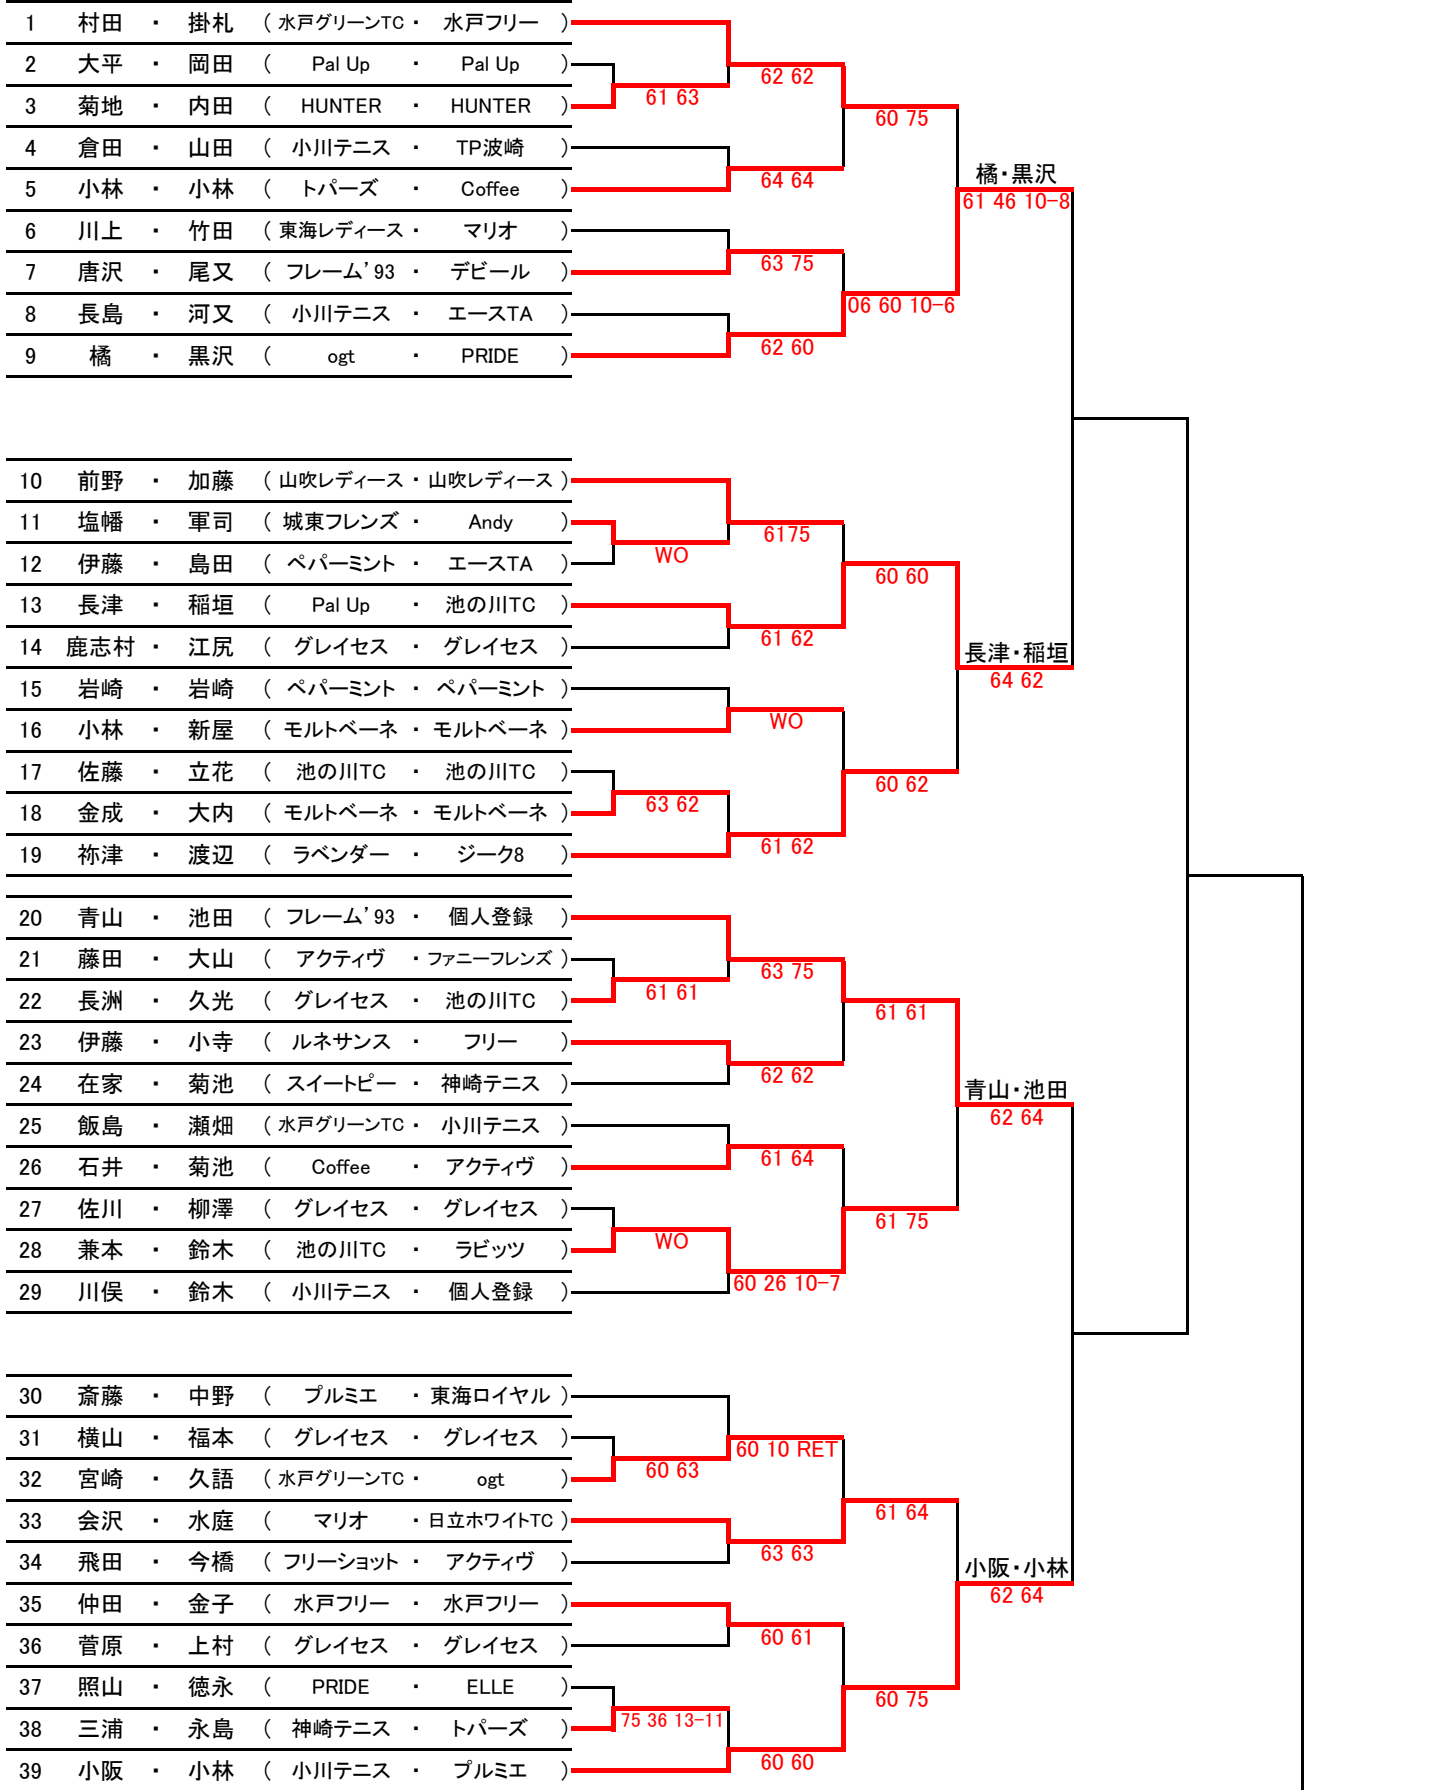 1 村田 ・ 掛札 ( 水戸グリーンTC ・ 水戸フリー )
2 大平 ・ 岡田 ( Pal Up ・ Pal Up )
62 62
3 菊地 ・ 内田 ( HUNTER ・ HUNTER )
61 63
60 75
4 倉田 ・ 山田 ( 小川テニス ・ TP波崎 )
橘・黒沢
5 小林 ・ 小林 ( トパーズ ・ Coffee )
64 64
61 46 10-8
6 川上 ・ 竹田 ( 東海レディース ・ マリオ )
7 唐沢 ・ 尾又 ( フレーム’93 ・ デビール )
63 75
8 長島 ・ 河又 ( 小川テニス ・ エースTA )
06 60 10-6
9 橘 ・ 黒沢 ( ogt ・ PRIDE )
62 60
10 前野 ・ 加藤 ( 山吹レディース ・ 山吹レディース )
11 塩幡 ・ 軍司 ( 城東フレンズ ・ Andy )
6175
12 伊藤 ・ 島田 ( ペパーミント ・ エースTA )
WO
60 60
13 長津 ・ 稲垣 ( Pal Up ・ 池の川TC )
14 鹿志村 ・ 江尻 ( グレイセス ・ グレイセス )
61 62
長津・稲垣
15 岩崎 ・ 岩崎 ( ペパーミント ・ ペパーミント )
64 62
16 小林 ・ 新屋 ( モルトベーネ ・ モルトベーネ )
WO
17 佐藤 ・ 立花 ( 池の川TC ・ 池の川TC )
60 62
18 金成 ・ 大内 ( モルトベーネ ・ モルトベーネ )
63 62
19 祢津 ・ 渡辺 ( ラベンダー ・ ジーク8 )
61 62
20 青山 ・ 池田 ( フレーム’93 ・ 個人登録 )
21 藤田 ・ 大山 ( アクティヴ ・ ファニーフレンズ )
63 75
22 長洲 ・ 久光 ( グレイセス ・ 池の川TC )
61 61
61 61
23 伊藤 ・ 小寺 ( ルネサンス ・ フリー )
24 在家 ・ 菊池 ( スイートピー ・ 神崎テニス )
62 62
青山・池田
25 飯島 ・ 瀬畑 ( 水戸グリーンTC ・ 小川テニス )
62 64
26 石井 ・ 菊池 ( Coffee ・ アクティヴ )
61 64
27 佐川 ・ 柳澤 ( グレイセス ・ グレイセス )
61 75
28 兼本 ・ 鈴木 ( 池の川TC ・ ラビッツ )
WO
29 川俣 ・ 鈴木 ( 小川テニス ・ 個人登録 )
60 26 10-7
30 斎藤 ・ 中野 ( プルミエ ・ 東海ロイヤル )
31 横山 ・ 福本 ( グレイセス ・ グレイセス )
60 10 RET
32 宮崎 ・ 久語 ( 水戸グリーンTC ・ ogt )
60 63
61 64
33 会沢 ・ 水庭 ( マリオ ・ 日立ホワイトTC )
34 飛田 ・ 今橋 ( フリーショット ・ アクティヴ )
63 63
小阪・小林
35 仲田 ・ 金子 ( 水戸フリー ・ 水戸フリー )
62 64
36 菅原 ・ 上村 ( グレイセス ・ グレイセス )
60 61
37 照山 ・ 徳永 ( PRIDE ・ ELLE )
60 75
38 三浦 ・ 永島 ( 神崎テニス ・ トパーズ )
75 36 13-11
39 小阪 ・ 小林 ( 小川テニス ・ プルミエ )
60 60